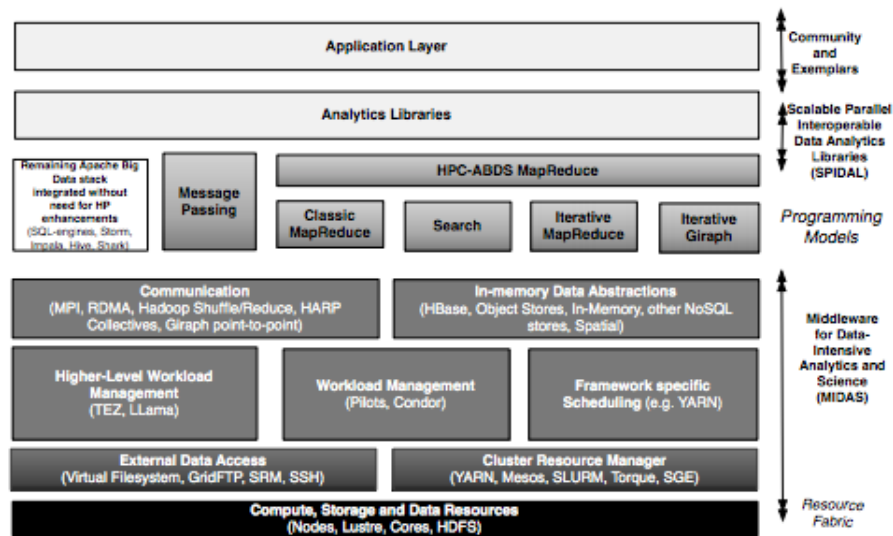 Application Layer
Community
and
Exemplars
Analytics Libraries
Scalable Parallel
Interoperable
Data Analytics
Libraries
(SPIDAL)
Remaining Apache Big
Data stack
integrated without
need for HP
enhancements
(SQL-engines, Storm,
Impala, Hive, Shark)
Message
Passing
HPC-ABDS MapReduce
Classic
MapReduce
Search
Iterative
MapReduce
Iterative
Giraph
Programming
Models
Communication
(MPI, RDMA, Hadoop Shuffle/Reduce, HARP
Collectives, Giraph point-to-point)
In-memory Data Abstractions
(HBase, Object Stores, In-Memory, other NoSQL
stores, Spatial)
Higher-Level Workload
Management
(TEZ, LLama)
Workload Management
(Pilots, Condor)
Framework specific
Scheduling (e.g. YARN)
Middleware
for Data-
Intensive
Analytics and
Science
(MIDAS)
External Data Access
(Virtual Filesystem, GridFTP, SRM, SSH)
Cluster Resource Manager
(YARN, Mesos, SLURM, Torque, SGE)
Compute, Storage and Data Resources
(Nodes, Lustre, Cores, HDFS)
Resource
Fabric